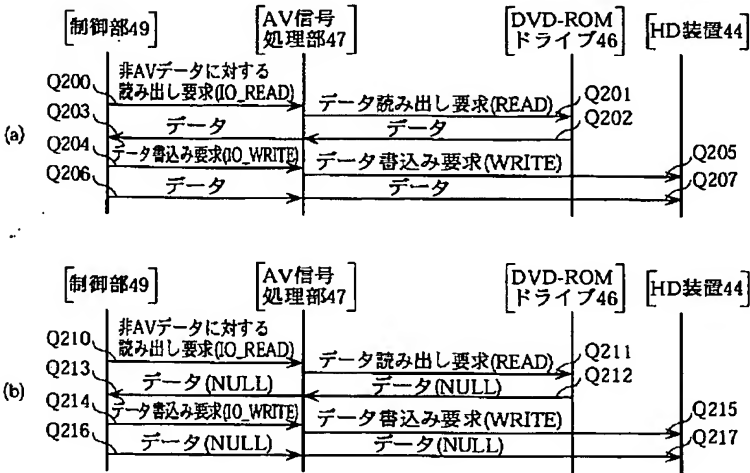 [制御部49]
[AV信号
処理部47]
[DVD-ROM
ドライブ46]
[HD装置44]
(a)
非AVデータに対する
Q200
読み出し要求(IO_READ)
データ読み出し要求(READ)
Q201
Q203
データ
データ
Q202
Q204
データ書込み要求(IO_WRITE)
データ書込み要求(WRITE)
Q205
Q206
データ
データ
Q207
[制御部49]
[AV信号
処理部47]
[DVD-ROM
ドライブ46]
[HD装置44]
(b)
非AVデータに対する
Q210
読み出し要求(IO_READ)
データ読み出し要求(READ)
Q211
Q213
データ(NULL)
データ(NULL)
Q212
Q214
データ書込み要求(IO_WRITE)
データ書込み要求(WRITE)
Q215
Q216
データ(NULL)
データ(NULL)
Q217